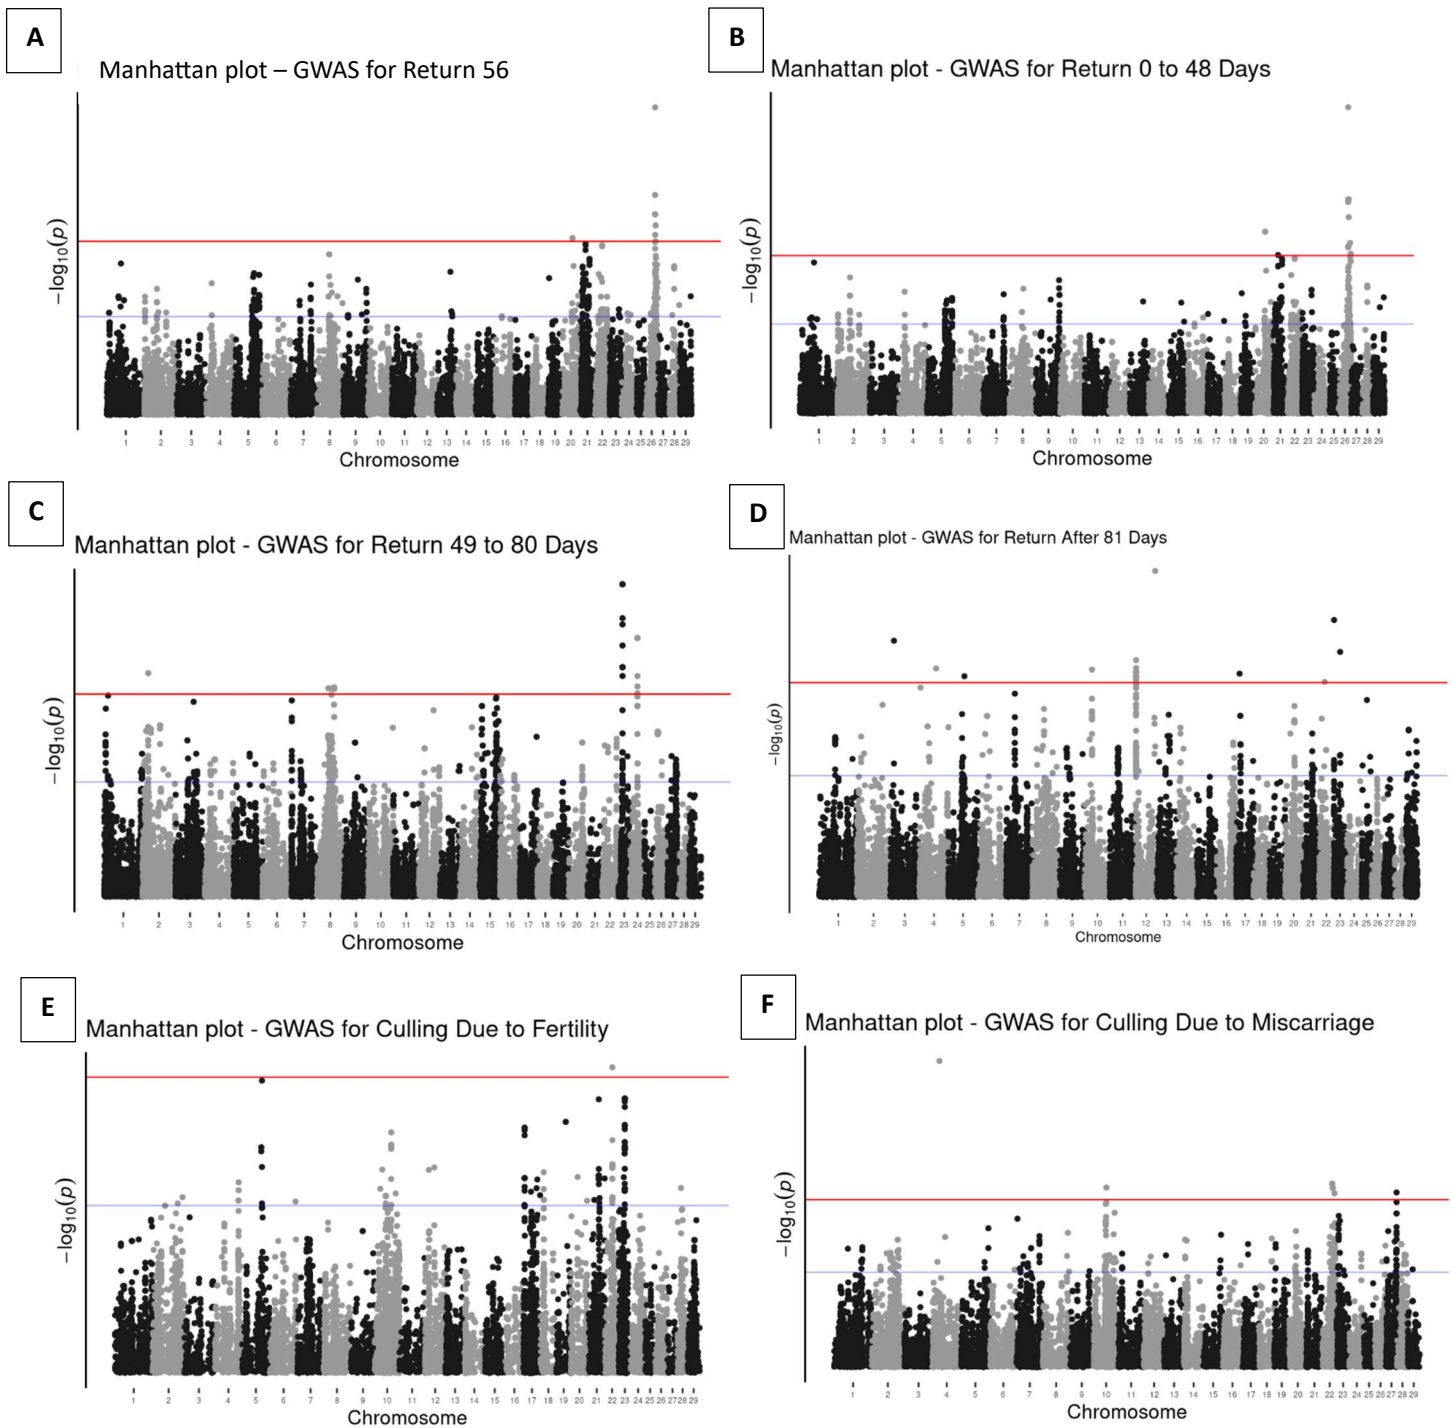 A
Manhattan plot – GWAS for Return 56
−log10(p)
1 2 3 4 5 6 7 8 9 10 11 12 13 14 15 16 17 18 19 20 21 22 23 24 25 26 27 28 29
Chromosome
B
Manhattan plot - GWAS for Return 0 to 48 Days
−log10(p)
1 2 3 4 5 6 7 8 9 10 11 12 13 14 15 16 17 18 19 20 21 22 23 24 25 26 27 28 29
Chromosome
C
Manhattan plot - GWAS for Return 49 to 80 Days
−log10(p)
1 2 3 4 5 6 7 8 9 10 11 12 13 14 15 16 17 18 19 20 21 22 23 24 25 26 27 28 29
Chromosome
D
Manhattan plot - GWAS for Return After 81 Days
−log10(p)
1 2 3 4 5 6 7 8 9 10 11 12 13 14 15 16 17 18 19 20 21 22 23 24 25 26 27 28 29
Chromosome
E
Manhattan plot - GWAS for Culling Due to Fertility
−log10(p)
1 2 3 4 5 6 7 8 9 10 11 12 13 14 15 16 17 18 19 20 21 22 23 24 25 26 28 29
Chromosome
F
Manhattan plot - GWAS for Culling Due to Miscarriage
−log10(p)
1 2 3 4 5 6 7 8 9 10 11 12 13 14 15 16 17 18 19 20 21 22 23 24 25 26 27 28 29
Chromosome